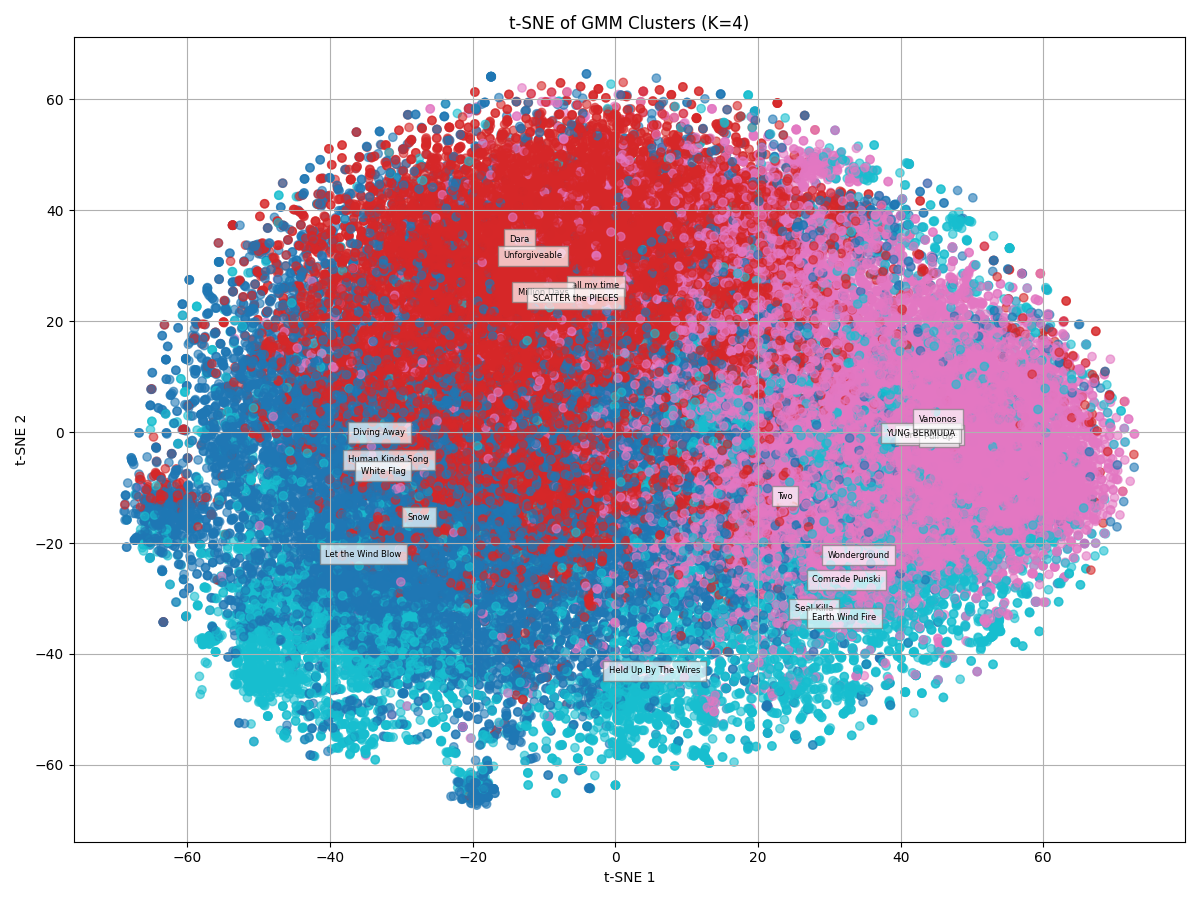 t-SNE of GMM Clusters (K=4)
t-SNE 2
60
40
20
0
−20
−40
−60
Dara
Unforgiveable
all my time
SCATTER the PIECES
Diving Away
Human Kinda Song
White Flag
Snow
Let the Wind Blow
Vamonos
YUNG BERMUDA
Two
Wonderground
Comrade Punski
Seal Killa
Earth Wind Fire
Held Up By The Wires
−60
−40
−20
0
20
40
60
t-SNE 1